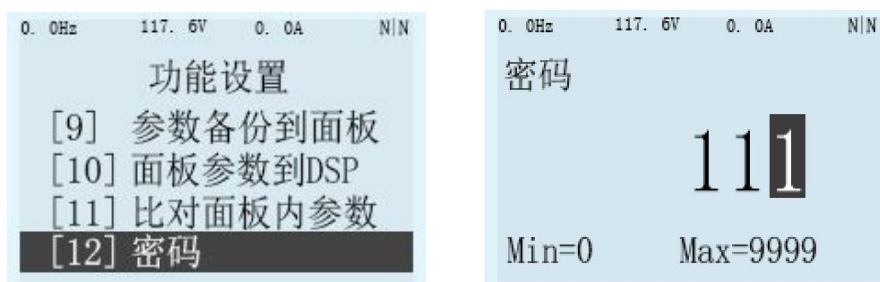 0. 0Hz 117. 6V 0. 0A N|N
功能设置
[9] 参数备份到面板
[10] 面板参数到DSP
[11] 比对面板内参数
[12] 密码
0. 0Hz 117. 6V 0. 0A N|N
密码
111
Min=0 Max=9999